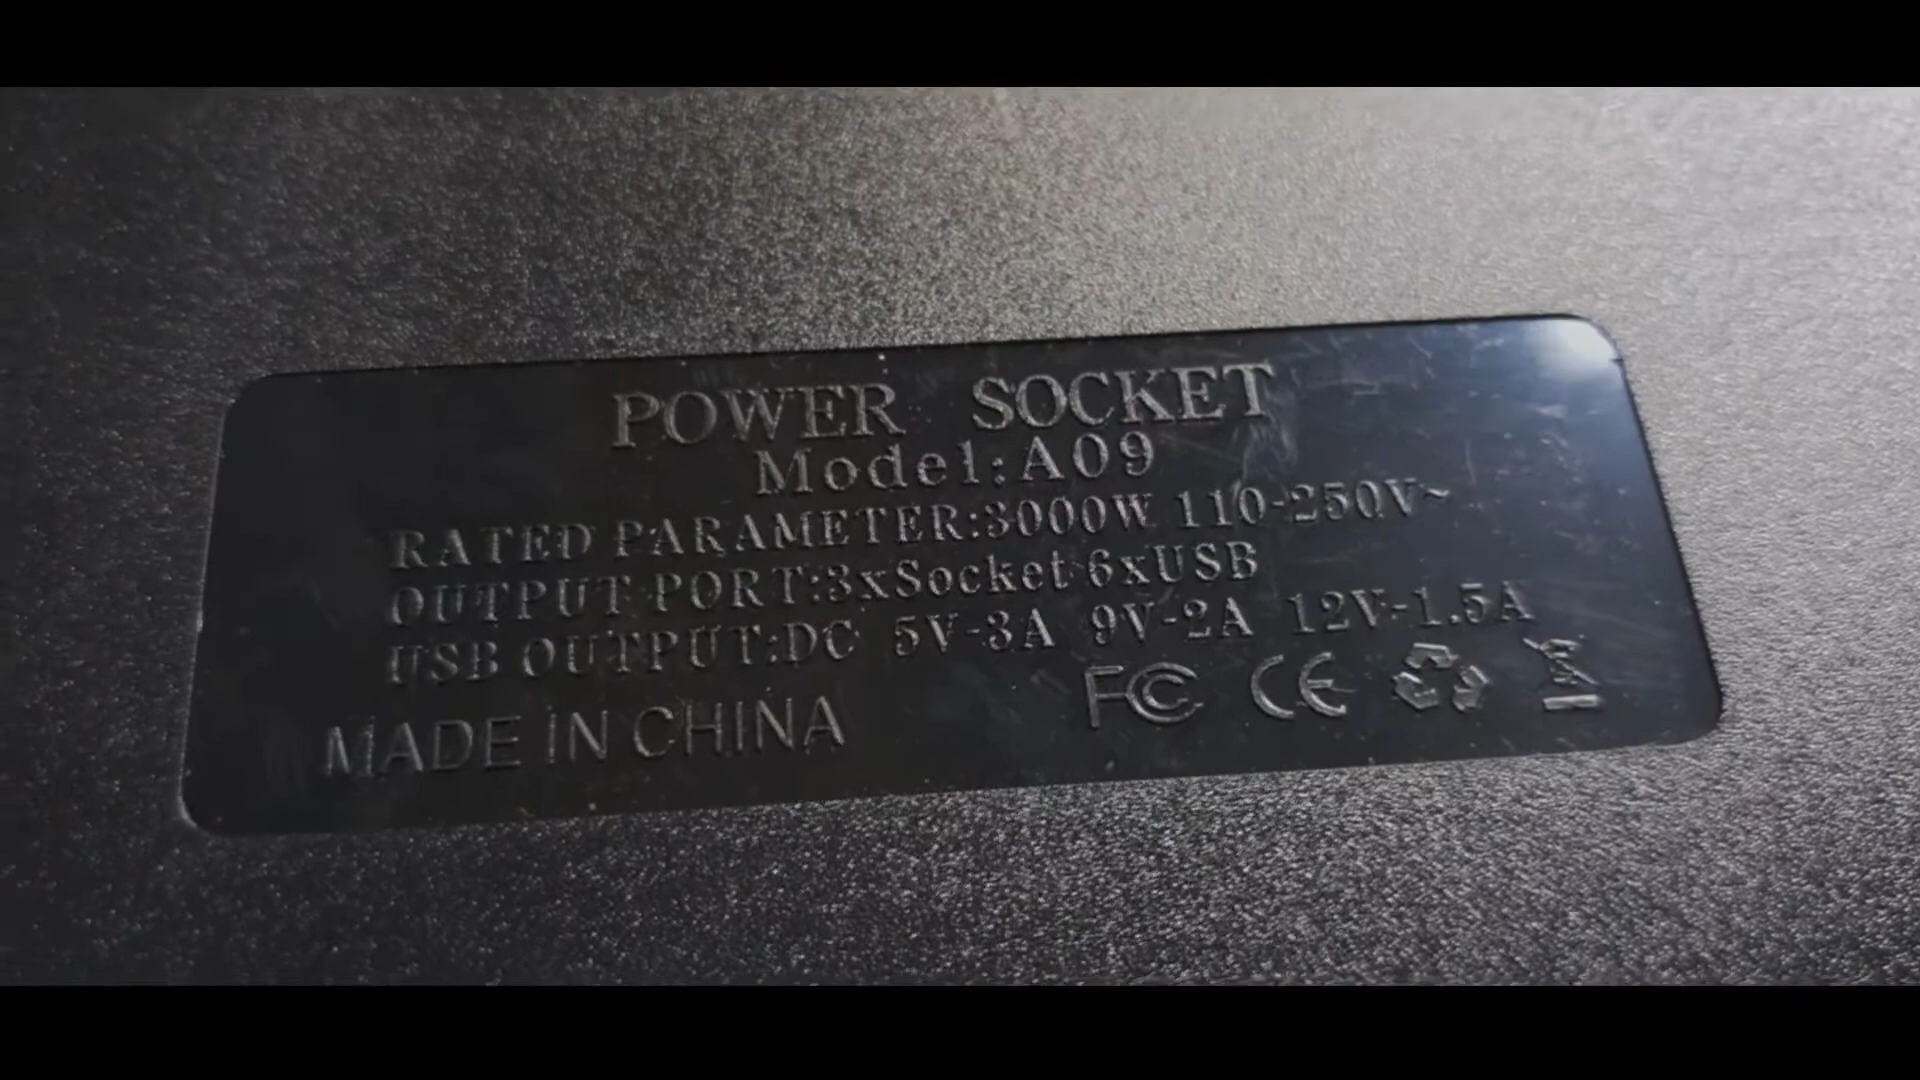 POWER SOCKET
Model:A09
RATED PARAMETER:3000W 110-250V~
OUTPUT PORT:3xSocket 6xUSB
USB OUTPUT:DC 5V-3A 9V-2A 12V-1.5A
MADE IN CHINA FC CE